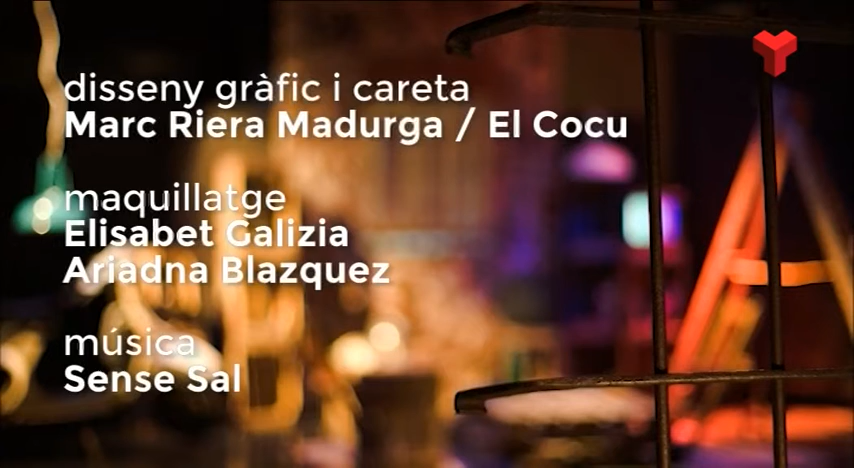 disseny gràfic i careta
Marc Riera Madurga / El Cocu
maquillatge
Elisabet Galizia
Ariadna Blazquez
música
Sense Sal